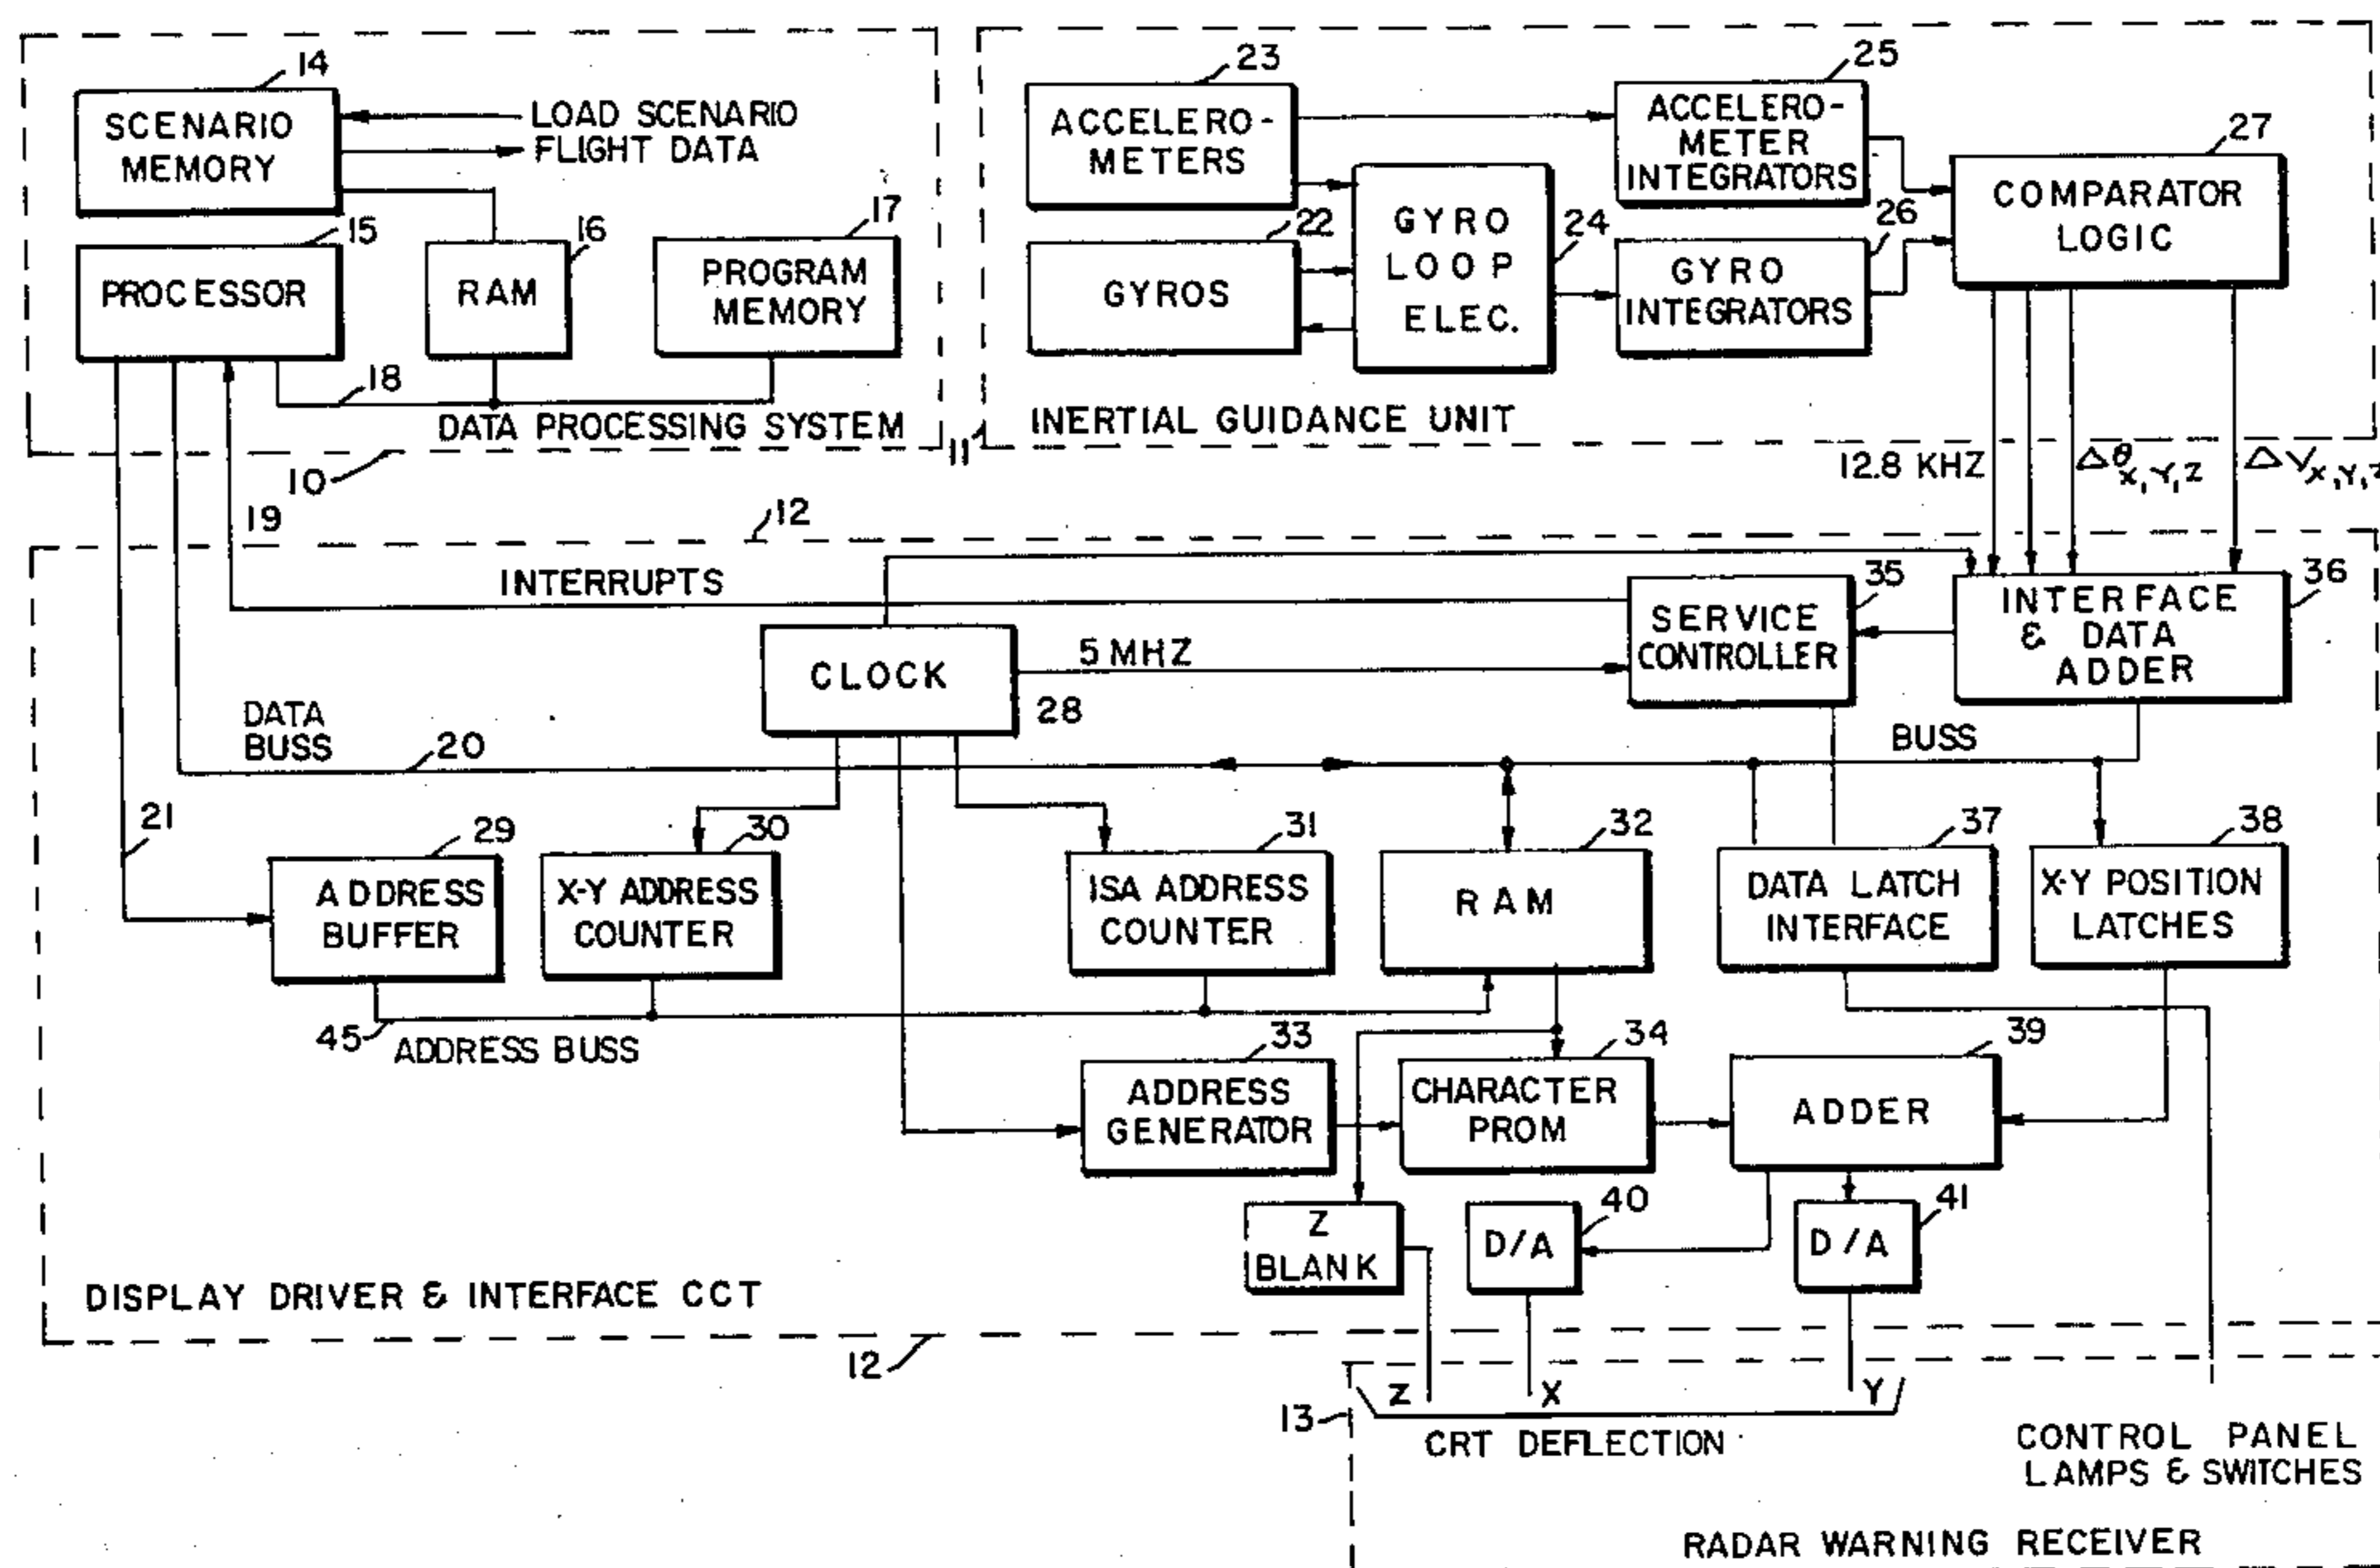 14
SCENARIO
MEMORY
LOAD SCENARIO
FLIGHT DATA
15
PROCESSOR
16
RAM
17
PROGRAM
MEMORY
18
DATA PROCESSING SYSTEM
10
19
23
ACCELERO-
METERS
22
GYROS
GYRO
LOOP
ELEC.
24
25
ACCELERO-
METER
INTEGRATORS
26
GYRO
INTEGRATORS
27
COMPARATOR
LOGIC
INERTIAL GUIDANCE UNIT
11
12.8 KHZ
Δθ X,Y,Z
ΔV X,Y,Z
12
INTERRUPTS
CLOCK
28
5 MHZ
35
SERVICE
CONTROLLER
36
INTERFACE
& DATA
ADDER
DATA
BUSS
20
BUSS
21
29
ADDRESS
BUFFER
30
X-Y ADDRESS
COUNTER
31
ISA ADDRESS
COUNTER
32
RAM
37
DATA LATCH
INTERFACE
38
X-Y POSITION
LATCHES
45
ADDRESS BUSS
33
ADDRESS
GENERATOR
34
CHARACTER
PROM
39
ADDER
Z
BLANK
40
D/A
41
D/A
DISPLAY DRIVER & INTERFACE CCT
12
13
Z
X
Y
CRT DEFLECTION
CONTROL PANEL
LAMPS & SWITCHES
RADAR WARNING RECEIVER